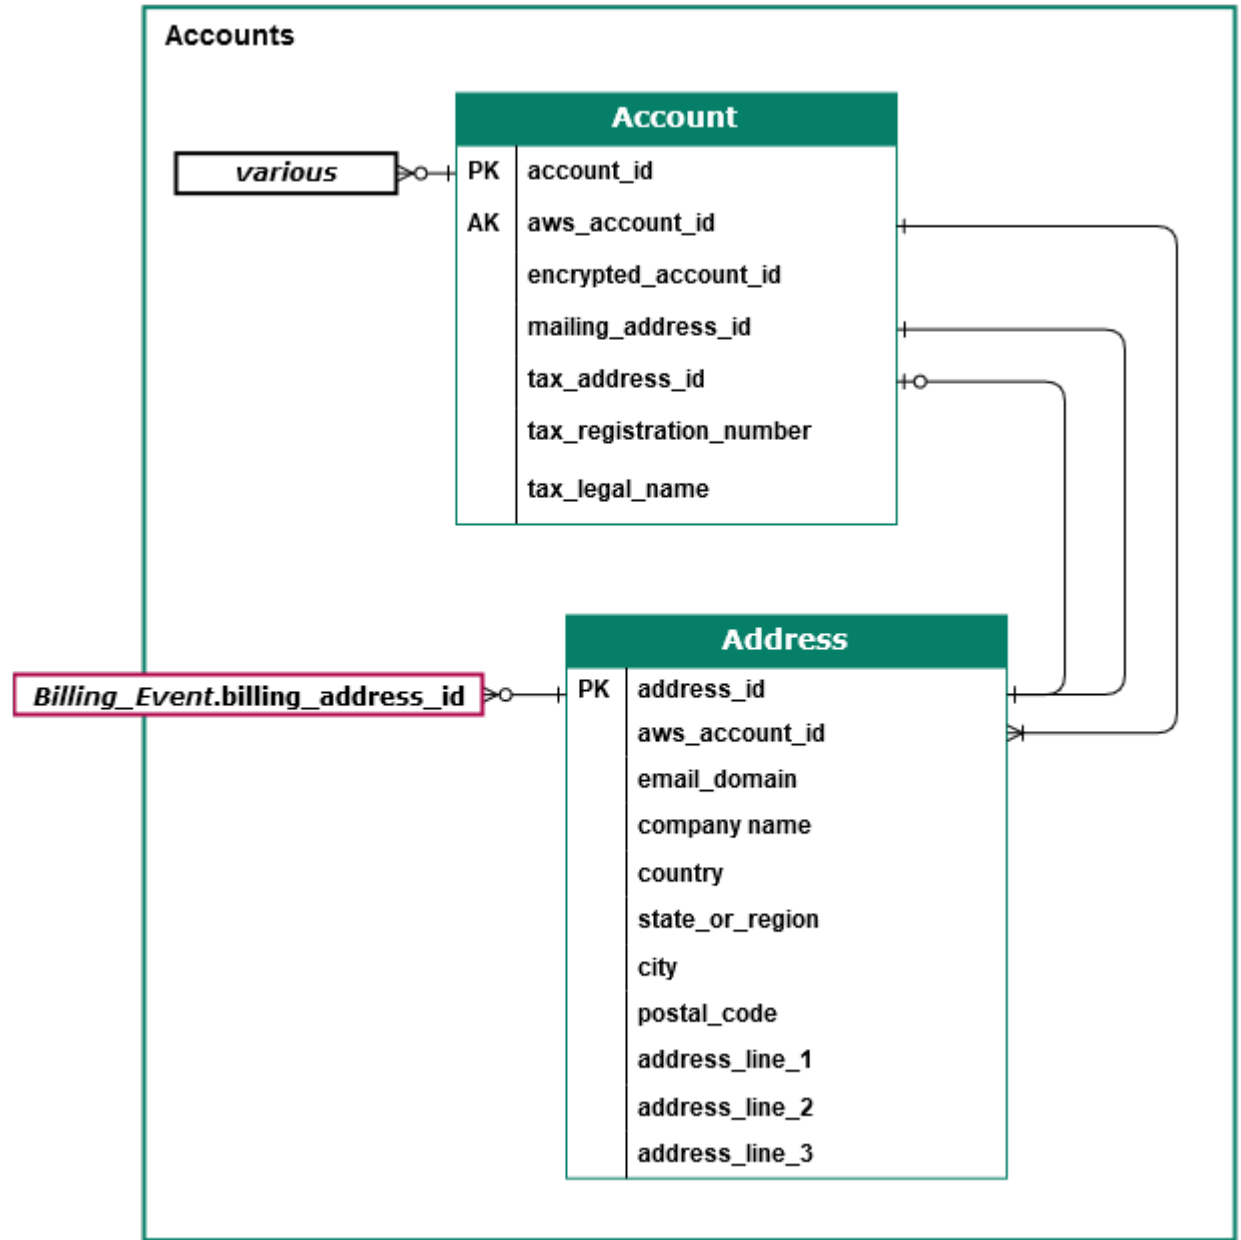 Accounts
Account
various
PK account_id
AK aws_account_id
encrypted_account_id
mailing_address_id
tax_address_id
tax_registration_number
tax_legal_name
Address
Billing_Event.billing_address_id
PK address_id
aws_account_id
email_domain
company name
country
state_or_region
city
postal_code
address_line_1
address_line_2
address_line_3